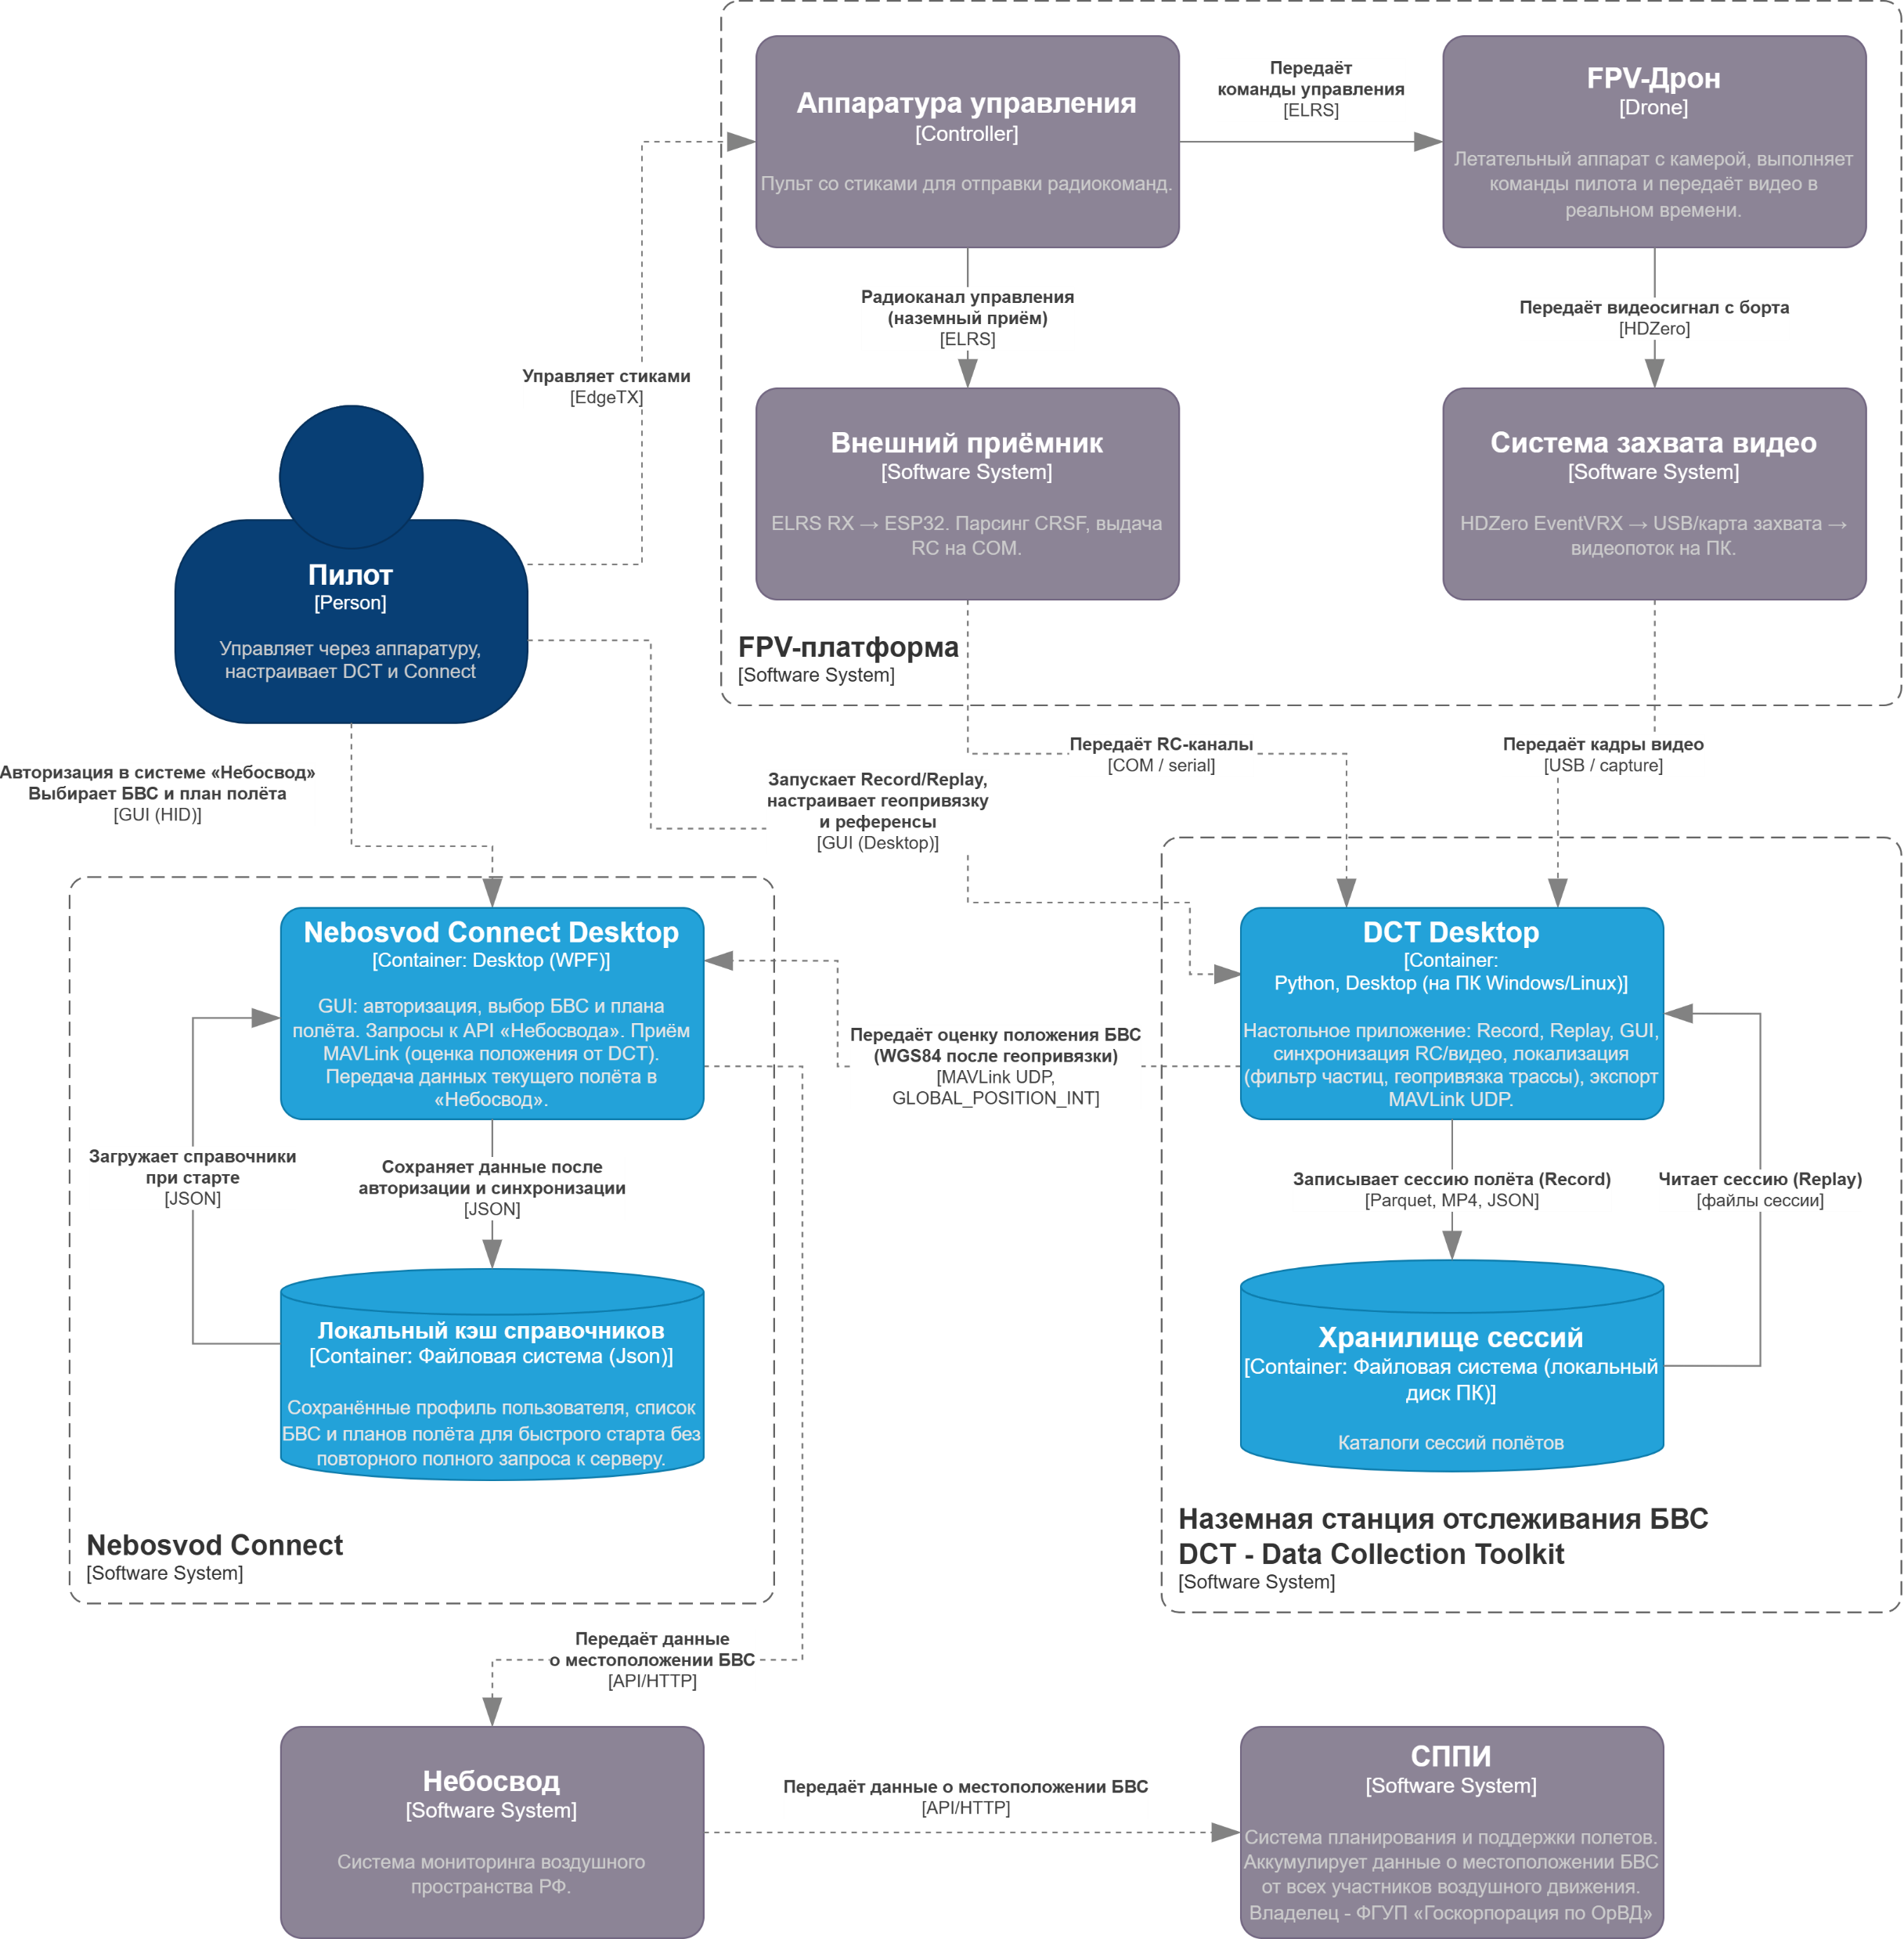 Аппаратура управления
[Controller]
Пульт со стиками для отправки радиокоманд.
Передаёт
команды управления
[ELRS]
FPV-Дрон
[Drone]
Летательный аппарат с камерой, выполняет
команды пилота и передаёт видео в
реальном времени.
Радиоканал управления
(наземный приём)
[ELRS]
Передаёт видеосигнал с борта
[HDZero]
Управляет стиками
[EdgeTX]
Внешний приёмник
[Software System]
ELRS RX → ESP32. Парсинг CRSF, выдача
RC на COM.
Система захвата видео
[Software System]
HDZero EventVRX → USB/карта захвата →
видеопоток на ПК.
FPV-платформа
[Software System]
Пилот
[Person]
Управляет через аппаратуру,
настраивает DCT и Connect
Авторизация в системе «Небосвод»
Выбирает БВС и план полёта
[GUI (HID)]
Запускает Record/Replay,
настраивает геопривязку
и референсы
[GUI (Desktop)]
Передаёт RC-каналы
[COM / serial]
Передаёт кадры видео
[USB / capture]
Nebosvod Connect Desktop
[Container: Desktop (WPF)]
GUI: авторизация, выбор БВС и плана
полёта. Запросы к API «Небосвода». Приём
MAVLink (оценка положения от DCT).
Передача данных текущего полёта в
«Небосвод».
Передаёт оценку положения БВС
(WGS84 после геопривязки)
[MAVLink UDP,
GLOBAL_POSITION_INT]
DCT Desktop
[Container:
Python, Desktop (на ПК Windows/Linux)]
Настольное приложение: Record, Replay, GUI,
синхронизация RC/видео, локализация
(фильтр частиц, геопривязка трассы), экспорт
MAVLink UDP.
Загружает справочники
при старте
[JSON]
Сохраняет данные после
авторизации и синхронизации
[JSON]
Записывает сессию полёта (Record)
[Parquet, MP4, JSON]
Читает сессию (Replay)
[файлы сессии]
Локальный кэш справочников
[Container: Файловая система (Json)]
Сохранённые профиль пользователя, список
БВС и планов полёта для быстрого старта без
повторного полного запроса к серверу.
Хранилище сессий
[Container: Файловая система (локальный
диск ПК)]
Каталоги сессий полётов
Nebosvod Connect
[Software System]
Наземная станция отслеживания БВС
DCT - Data Collection Toolkit
[Software System]
Передаёт данные
о местоположении БВС
[API/HTTP]
Небосвод
[Software System]
Система мониторинга воздушного
пространства РФ.
Передаёт данные о местоположении БВС
[API/HTTP]
СППИ
[Software System]
Система планирования и поддержки полетов.
Аккумулирует данные о местоположении БВС
от всех участников воздушного движения.
Владелец - ФГУП «Госкорпорация по ОрВД»